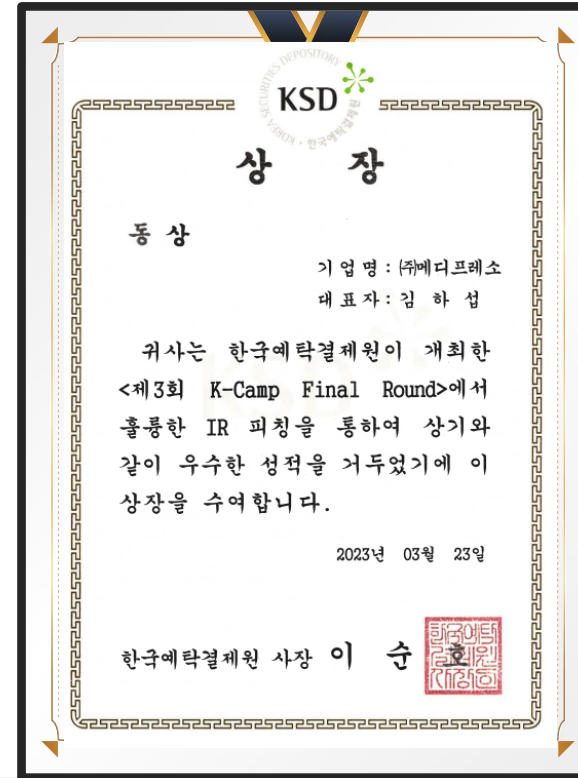 KOREA SECURITIES DEPOSITORY · 한국예탁결제원
KSD
상 장
동 상
기 업 명 : ㈜메디프레소
대 표 자 : 김 하 섭
귀사는 한국예탁결제원이 개최한
<제3회 K-Camp Final Round>에서
훌륭한 IR 피칭을 통하여 상기와
같이 우수한 성적을 거두었기에 이
상장을 수여합니다.
2023년 03월 23일
한국예탁결제원 사장 이 순 호